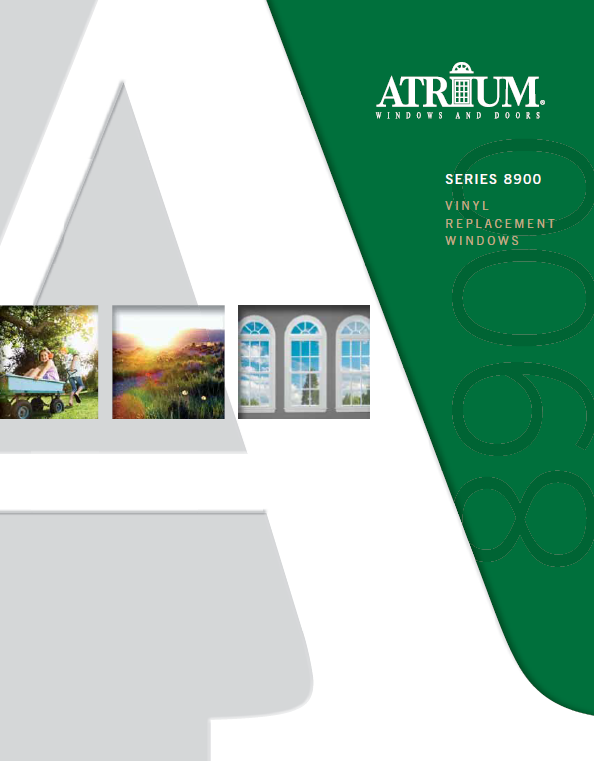 ATRIUM®
WINDOWS AND DOORS
SERIES 8900
VINYL
REPLACEMENT
WINDOWS
8900